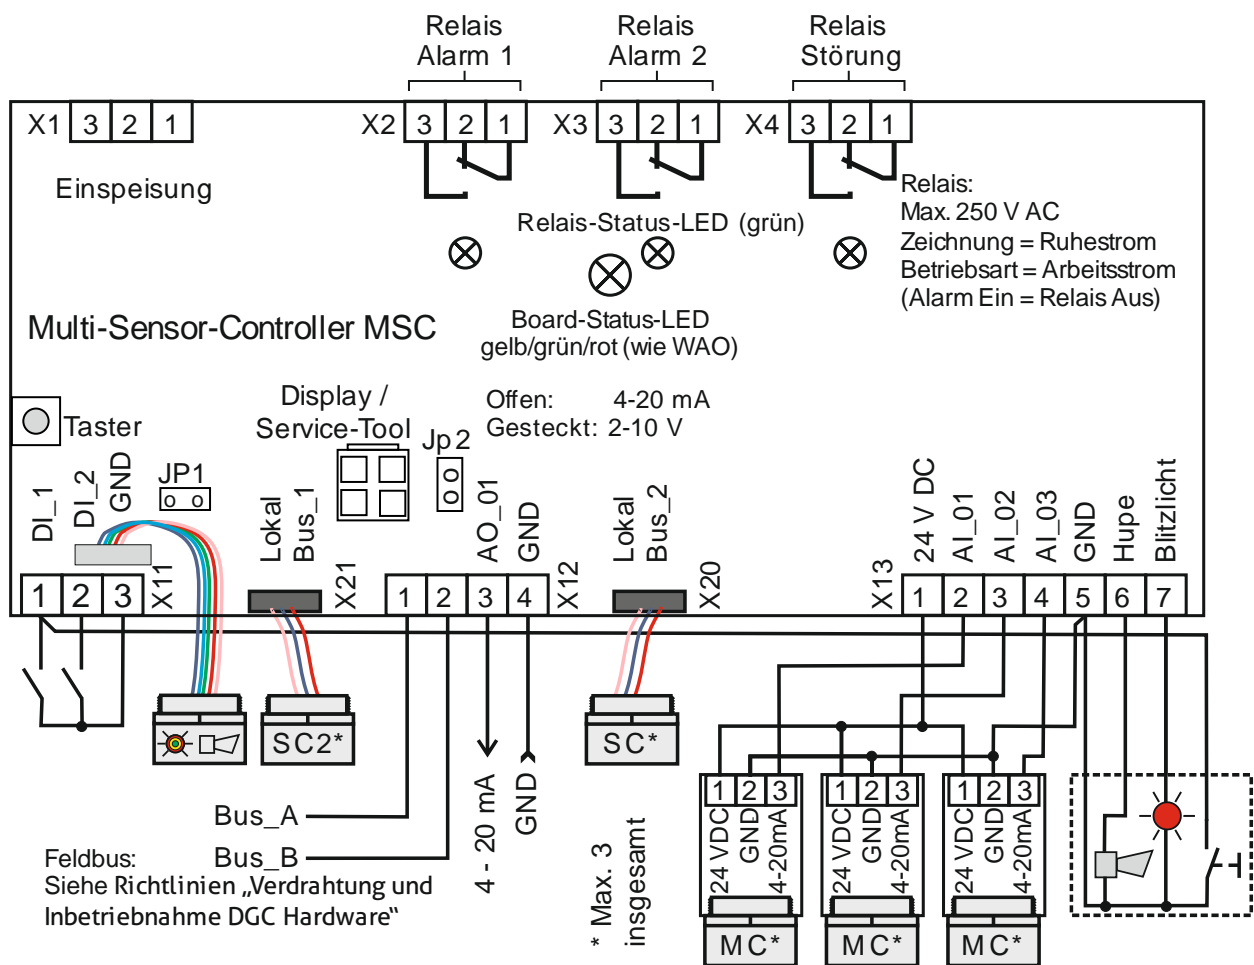 Relais
Alarm 1
Relais
Alarm 2
Relais
Störung
X1 3 2 1
X2 3 2 1
X3 3 2 1
X4 3 2 1
Einspeisung
Relais:
Max. 250 V AC
Zeichnung = Ruhestrom
Betriebsart = Arbeitsstrom
(Alarm Ein = Relais Aus)
Relais-Status-LED (grün)
Multi-Sensor-Controller MSC
Board-Status-LED
gelb/grün/rot (wie WAO)
Display /
Service-Tool
Offen: 4-20 mA
Gesteckt: 2-10 V
Taster
Jp2
JP1
DI_1
DI_2
GND
Lokal
Bus_1
AO_01
GND
Lokal
Bus_2
24 V DC
AI_01
AI_02
AI_03
GND
Hupe
Blitzlicht
1 2 3 X11
X21
1 2 3 4 X12
X20
X13 1 2 3 4 5 6 7
SC2*
SC*
Bus_A
Bus_B
4 - 20 mA
GND
Feldbus:
Siehe Richtlinien „Verdrahtung und
Inbetriebnahme DGC Hardware“
* Max. 3
insgesamt
1 2 3
24 VDC
GND
4-20mA
MC*
1 2 3
24 VDC
GND
4-20mA
MC*
1 2 3
24 VDC
GND
4-20mA
MC*